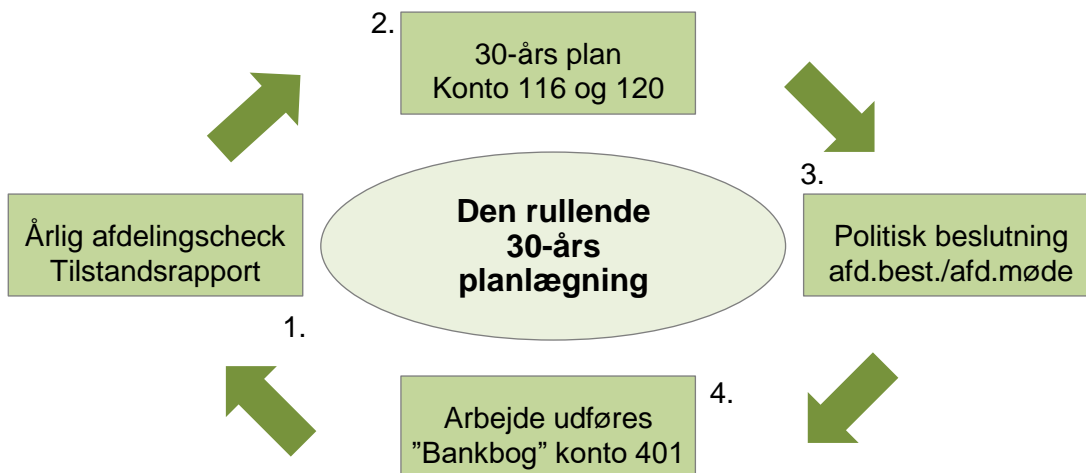 2.
30-års plan
Konto 116 og 120
3.
Den rullende
30-års
planlægning
Årlig afdelingscheck
Tilstandsrapport
Politisk beslutning
afd.best./afd.møde
1.
4.
Arbejde udføres
”Bankbog” konto 401